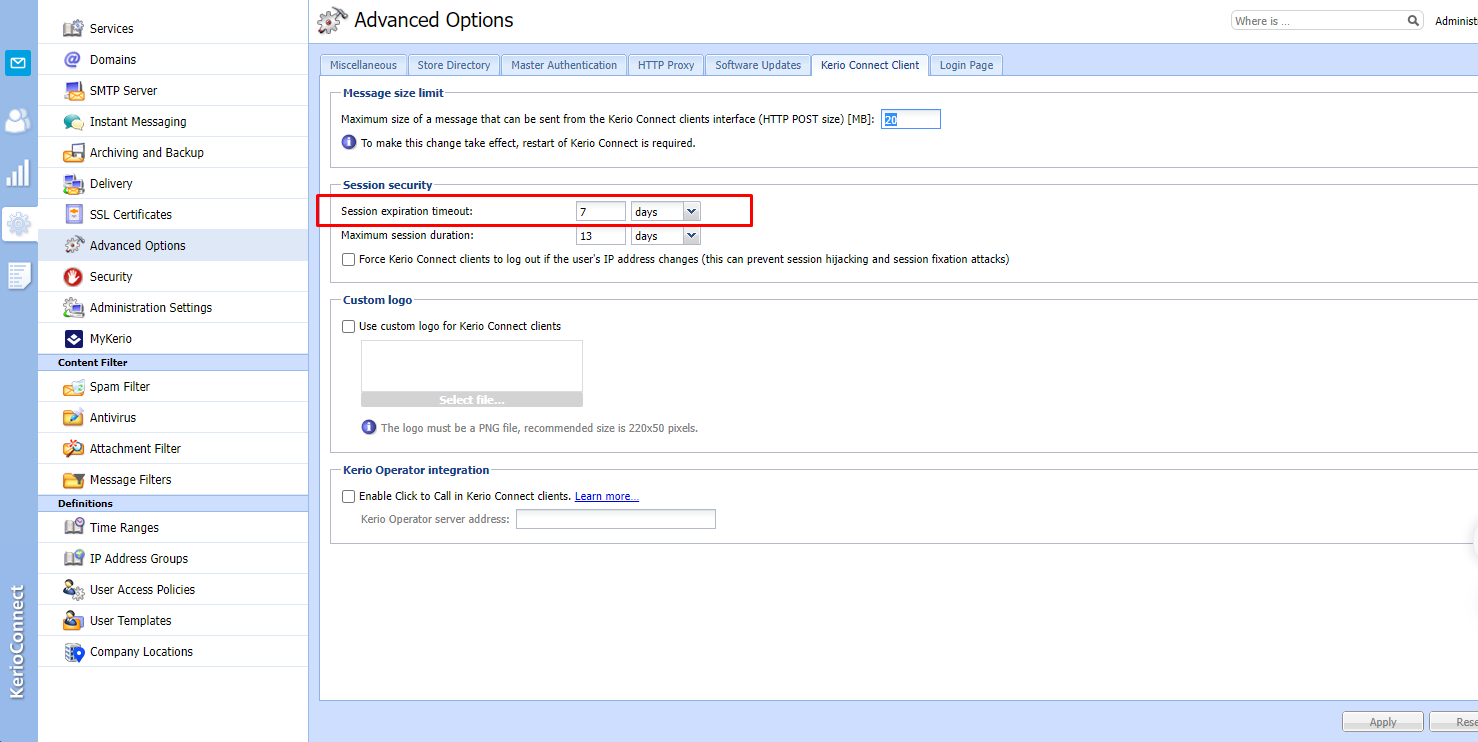 Services
Domains
SMTP Server
Instant Messaging
Archiving and Backup
Delivery
SSL Certificates
Advanced Options
Security
Administration Settings
MyKerio
Content Filter
Spam Filter
Antivirus
Attachment Filter
Message Filters
Definitions
Time Ranges
IP Address Groups
User Access Policies
User Templates
Company Locations
KerioConnect
Advanced Options
Where is ...
Administ
Miscellaneous Store Directory Master Authentication HTTP Proxy Software Updates Kerio Connect Client Login Page
Message size limit
Maximum size of a message that can be sent from the Kerio Connect clients interface (HTTP POST size) [MB]: 20
To make this change take effect, restart of Kerio Connect is required.
Session security
Session expiration timeout: 7 days
Maximum session duration: 13 days
Force Kerio Connect clients to log out if the user's IP address changes (this can prevent session hijacking and session fixation attacks)
Custom logo
Use custom logo for Kerio Connect clients
Select file...
The logo must be a PNG file, recommended size is 220x50 pixels.
Kerio Operator integration
Enable Click to Call in Kerio Connect clients. Learn more...
Kerio Operator server address:
Apply Rese